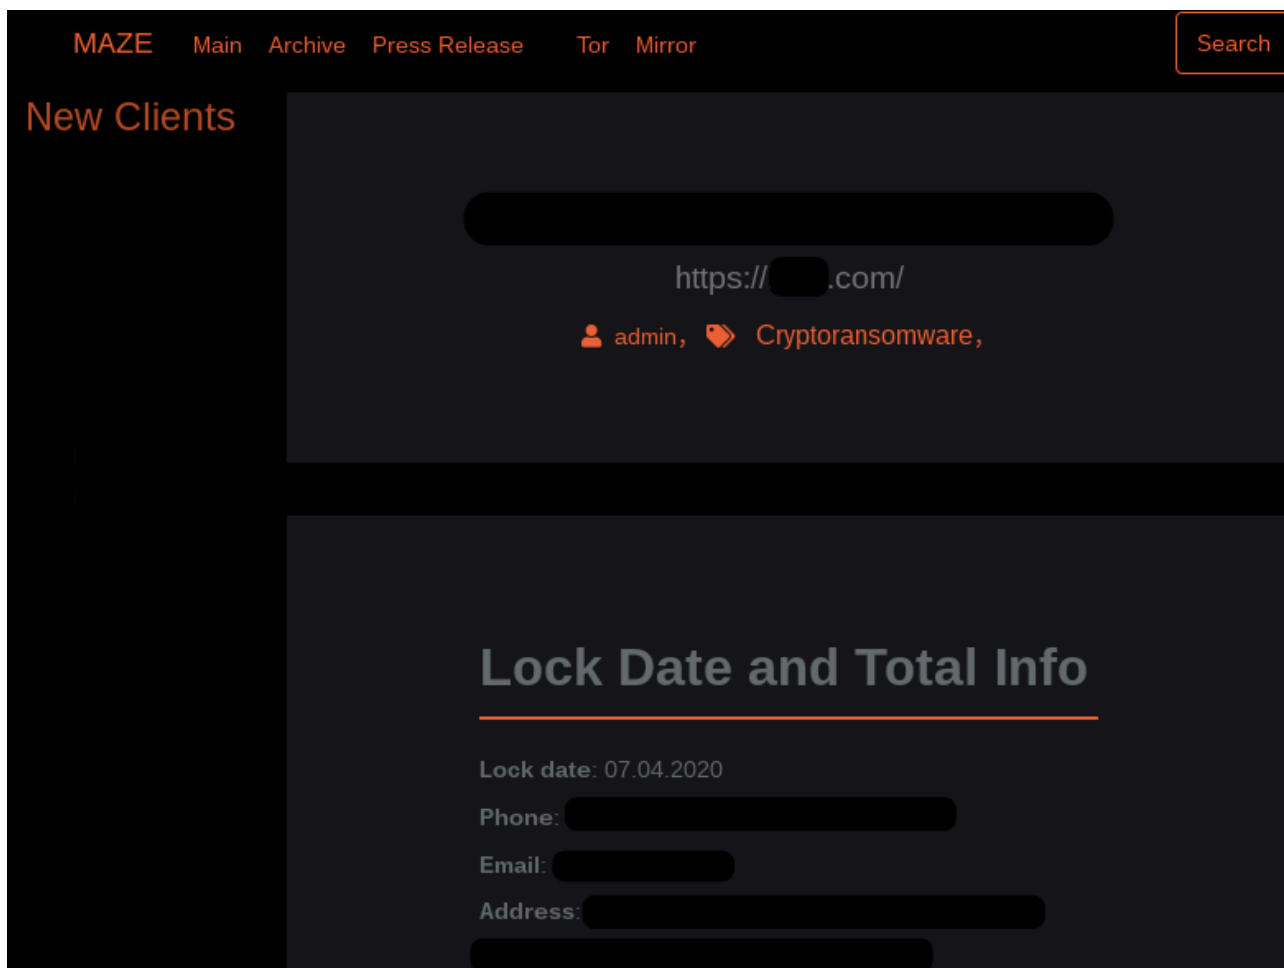 MAZE Main Archive Press Release Tor Mirror Search
New Clients
https:// .com/
admin, Cryptoransomware,
Lock Date and Total Info
Lock date: 07.04.2020
Phone:
Email:
Address: